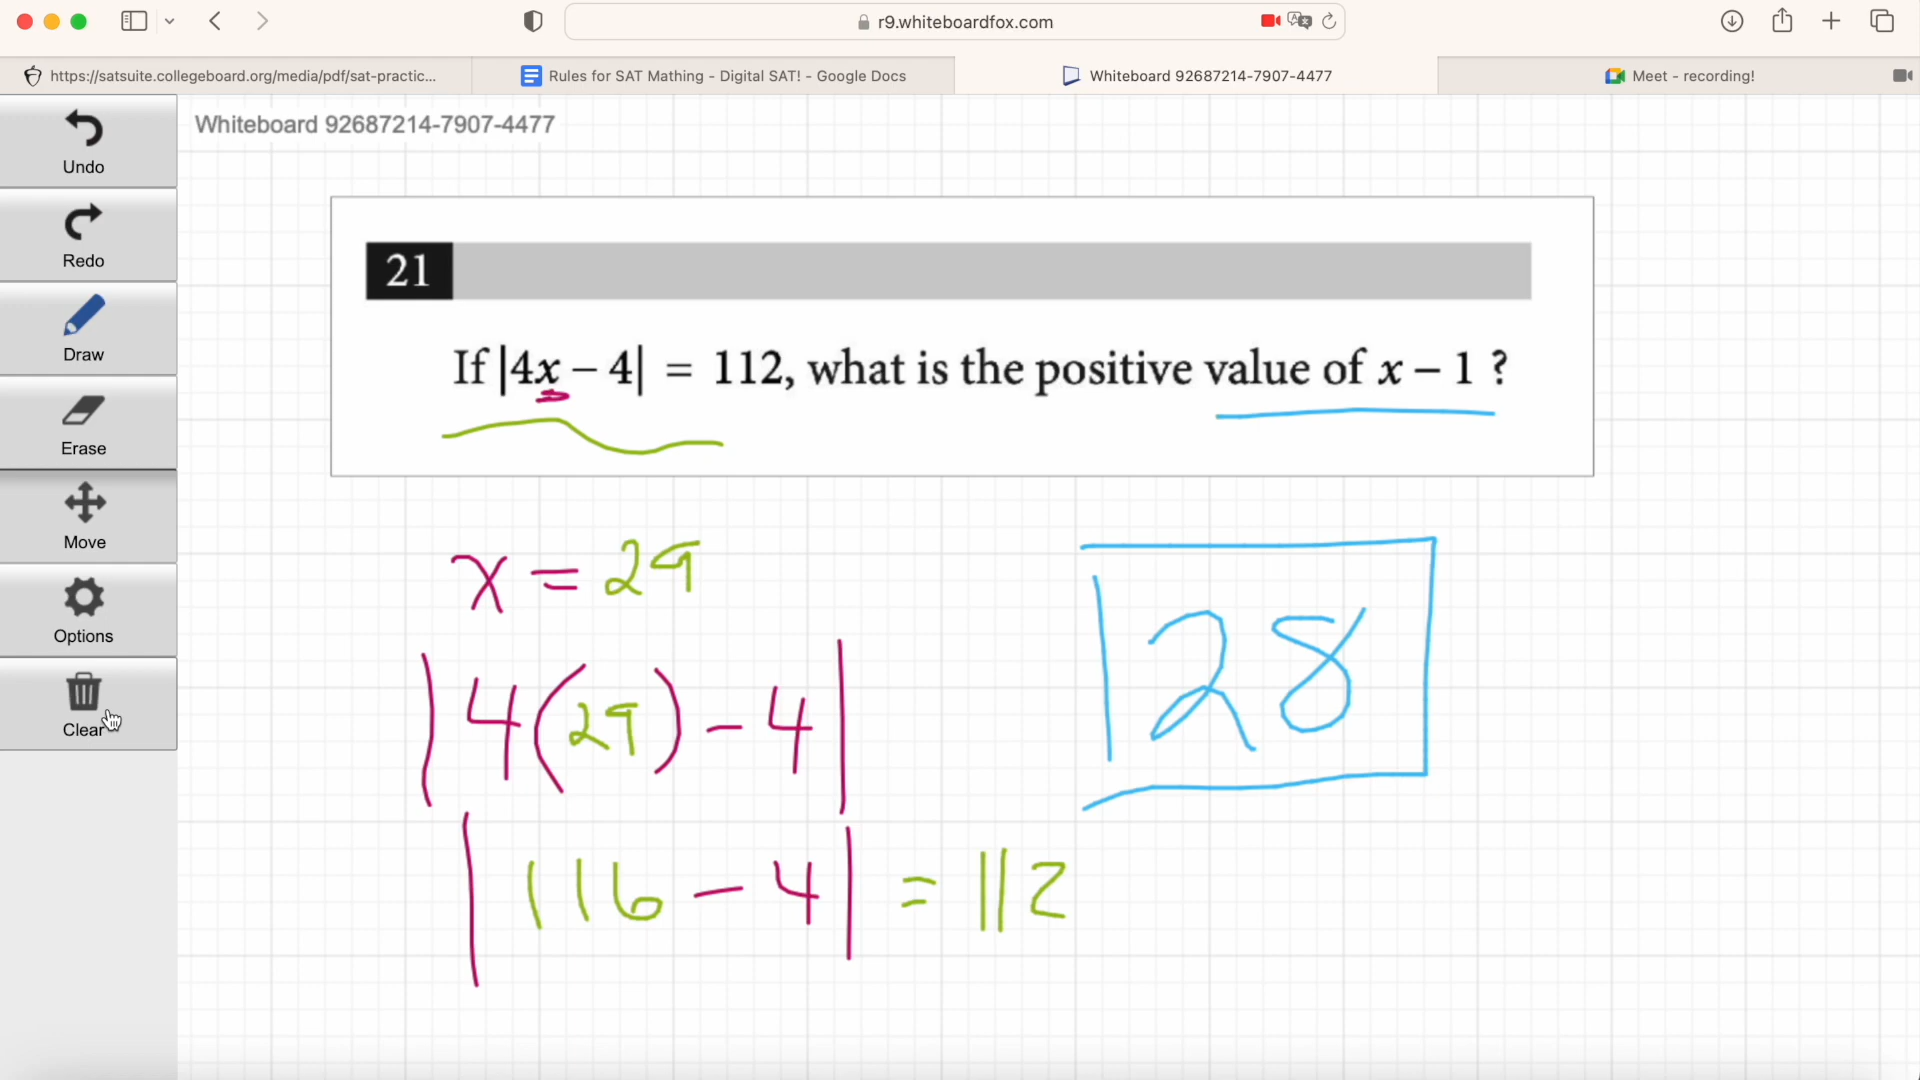 r9.whiteboardfox.com
https://satsuite.collegeboard.org/media/pdf/sat-practic...
Rules for SAT Mathing - Digital SAT! - Google Docs
Whiteboard 92687214-7907-4477
Meet - recording!
Undo
Redo
Draw
Erase
Move
Options
Clear
Whiteboard 92687214-7907-4477
21
If |4x − 4| = 112, what is the positive value of x − 1 ?
x = 29
|4(29) − 4|
|116 − 4| = 112
28